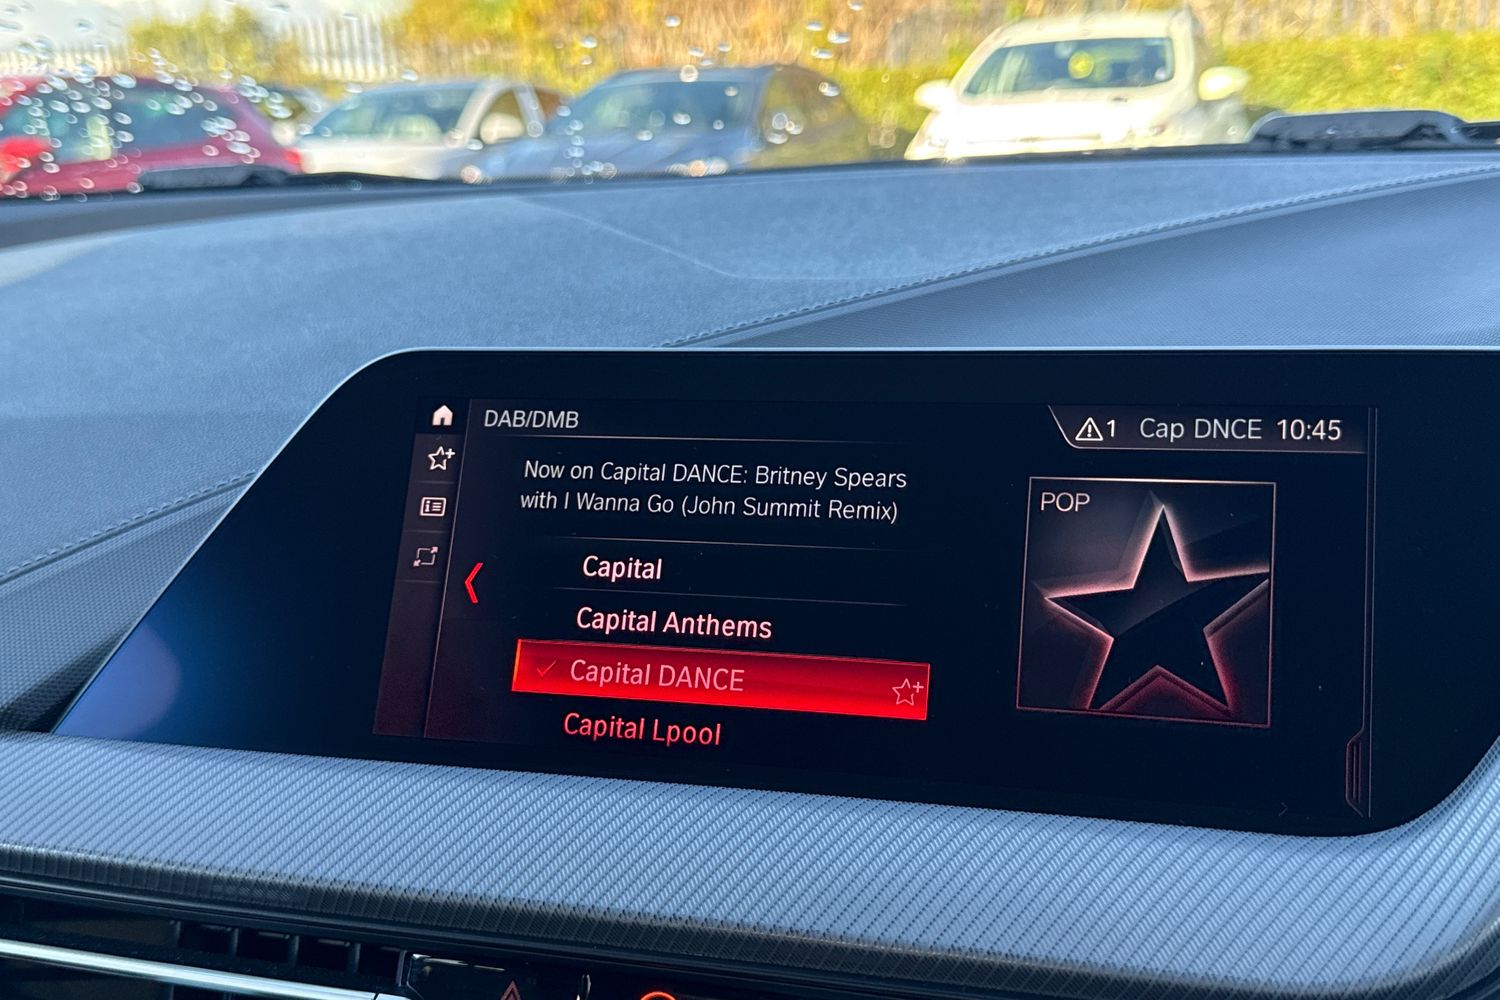 DAB/DMB
1 Cap DNCE 10:45
Now on Capital DANCE: Britney Spears
with I Wanna Go (John Summit Remix)
POP
Capital
Capital Anthems
Capital DANCE
Capital Lpool